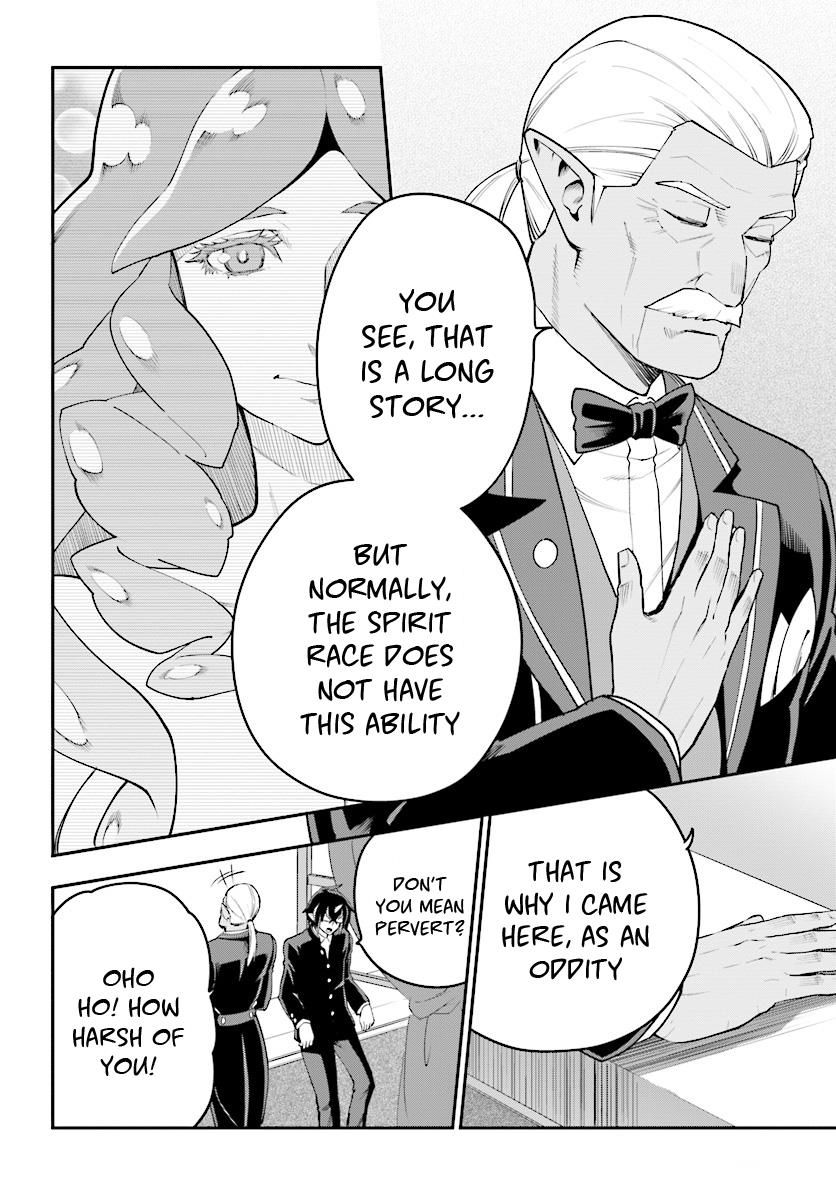 YOU
SEE, THAT
IS A LONG
STORY...
BUT
NORMALLY,
THE SPIRIT
RACE DOES
NOT HAVE
THIS ABILITY
THAT IS
WHY I CAME
HERE, AS AN
ODDITY
DON'T
YOU MEAN
PERVERT?
OHO
HO! HOW
HARSH OF
YOU!